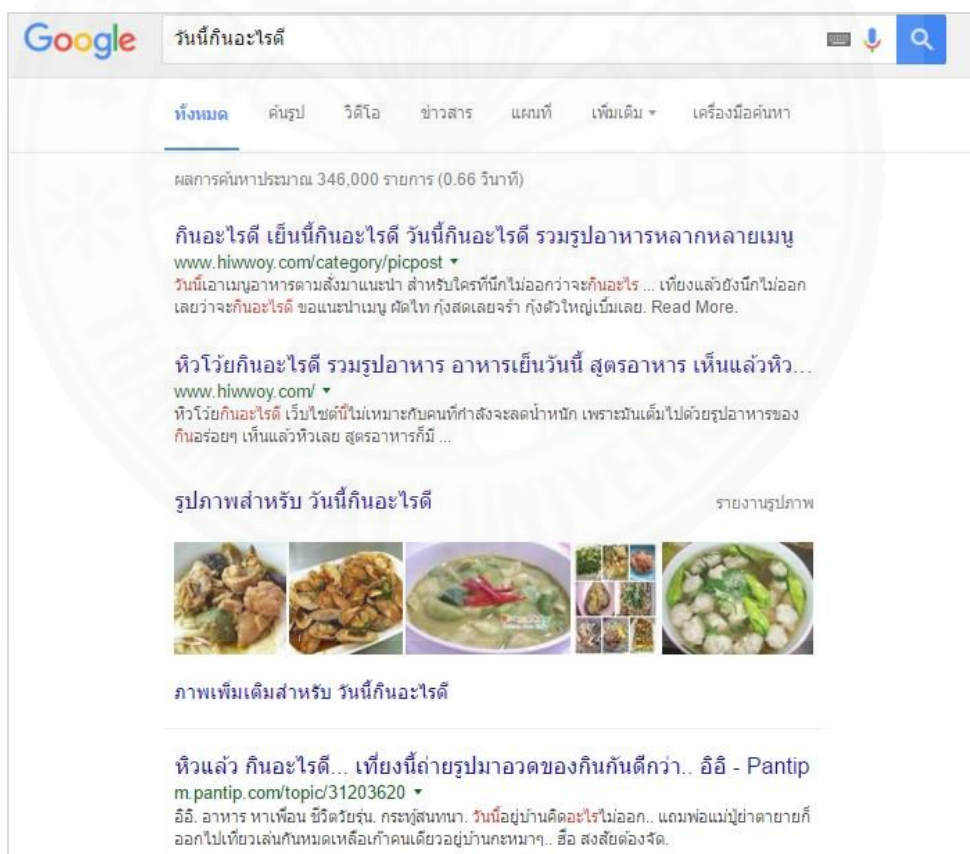 Google วันนี้กินอะไรดี
ทั้งหมด ค้นรูป วิดีโอ ข่าวสาร แผนที่ เพิ่มเติม เครื่องมือค้นหา
ผลการค้นหาประมาณ 346,000 รายการ (0.66 วินาที)
กินอะไรดี เย็นนี้กินอะไรดี วันนี้กินอะไรดี รวมรูปอาหารหลากหลายเมนู
www.hiwwoy.com/category/picpost
วันนี้เอาเมนูอาหารตามสั่งมาแนะนำ สำหรับใครที่นึกไม่ออกว่าจะกินอะไร ... เที่ยงแล้วยังนึกไม่ออก
เลยว่าจะกินอะไรดี ขอแนะนำเมนู ผัดไท กุ้งสดเลยจร้า กุ้งตัวใหญ่เบิ้มเลย. Read More.
หิวโว้ยกินอะไรดี รวมรูปอาหาร อาหารเย็นวันนี้ สูตรอาหาร เห็นแล้วหิว...
www.hiwwoy.com/
หิวโว้ยกินอะไรดี เว็บไซต์นี้ไม่เหมาะกับคนที่กำลังจะลดน้ำหนัก เพราะมันเต็มไปด้วยรูปอาหารของ
กินอร่อยๆ เห็นแล้วหิวเลย สูตรอาหารก็มี ...
รูปภาพสำหรับ วันนี้กินอะไรดี รายงานรูปภาพ
ภาพเพิ่มเติมสำหรับ วันนี้กินอะไรดี
หิวแล้ว กินอะไรดี... เที่ยงนี้ถ่ายรูปมาอวดของกินกันดีกว่า.. อิอิ - Pantip
m.pantip.com/topic/31203620
อิอิ. อาหาร หาเพื่อน ชีวิตวัยรุ่น. กระทู้สนทนา. วันนี้อยู่บ้านคิดอะไรไม่ออก.. แถมพ่อแม่ปู่ย่าตายายก็
ออกไปเที่ยวเล่นกันหมดเหลือเก๊าคนเดียวอยู่บ้านกะหมาๆ.. ฮือ สงสัยต้องจัด.